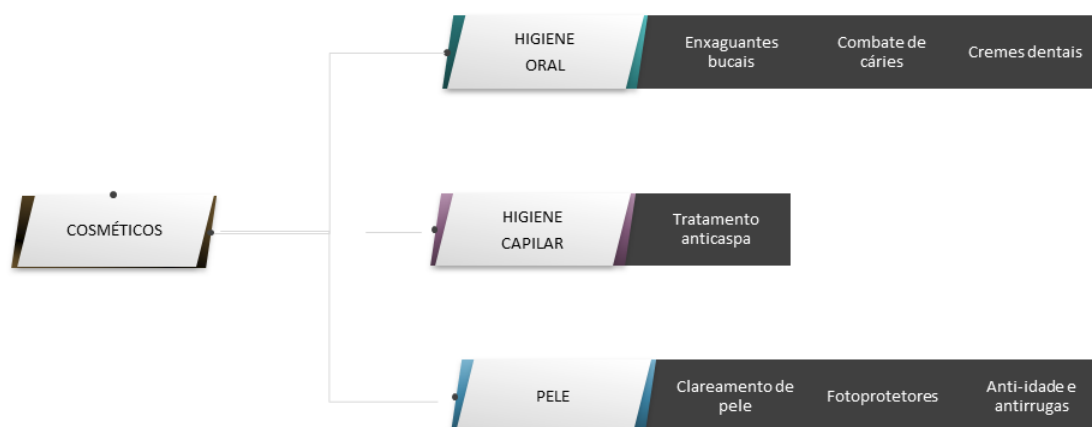 HIGIENE
ORAL
Enxaguantes
bucais
Combate de
cáries
Cremes dentais
COSMÉTICOS
HIGIENE
CAPILAR
Tratamento
anticaspa
PELE
Clareamento de
pele
Fotoprotetores
Anti-idade e
antirrugas